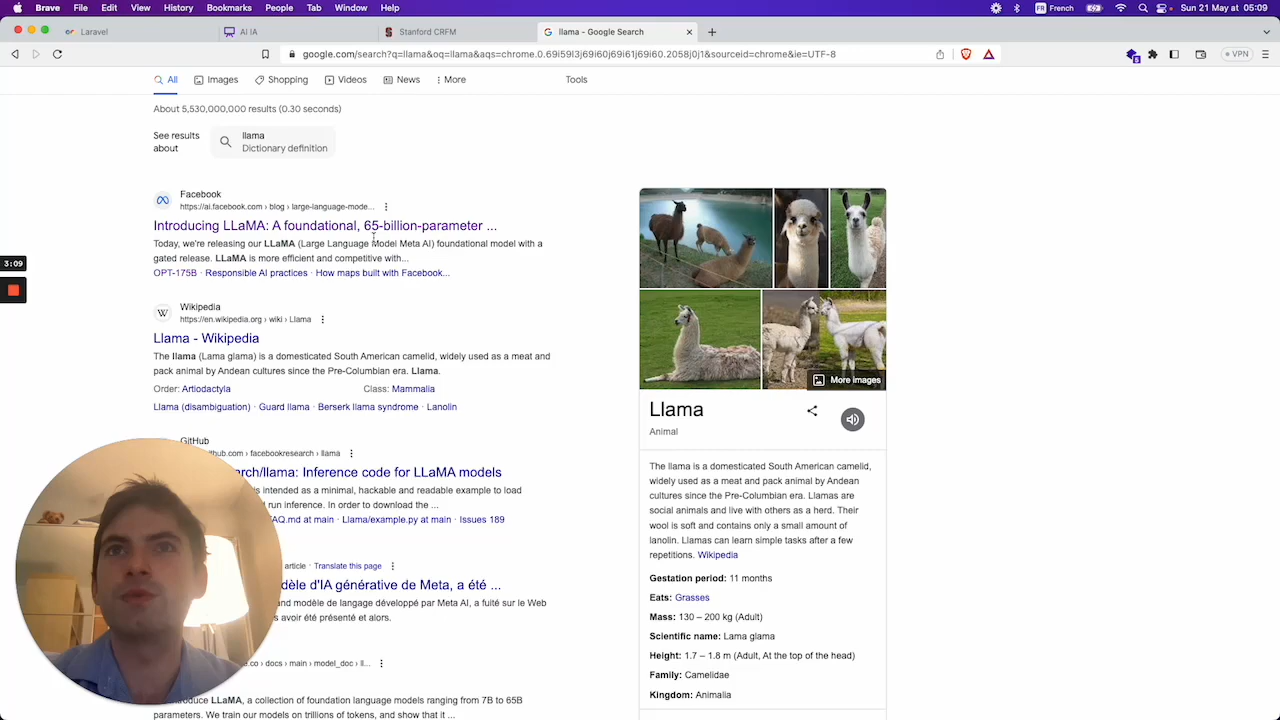 Brave File Edit View History Bookmarks Profiles Tab Window Help French Sun 21 May at
Laravel AI IA Stanford CRFM llama - Google Search
google.com/search?q=llama&oq=llama&aqs=chrome.0.69i59l3j69i60j69i61j69i60.2058j0j1&sourceid=chrome&ie=UTF-8 VPN
All Images Shopping Videos News More Tools
About 5,530,000,000 results (0.30 seconds)
See results about
llama
Dictionary definition
Facebook
https://ai.facebook.com › blog › large-language-mode...
Introducing LLaMA: A foundational, 65-billion-parameter ...
Today, we're releasing our LLaMA (Large Language Model Meta AI) foundational model with a
gated release. LLaMA is more efficient and competitive with...
OPT-175B · Responsible AI practices · How maps built with Facebook...
3:09
W
Wikipedia
https://en.wikipedia.org › wiki › Llama
Llama - Wikipedia
The llama (Lama glama) is a domesticated South American camelid, widely used as a meat and
pack animal by Andean cultures since the Pre-Columbian era. Llama.
Order: Artiodactyla Class: Mammalia
Llama (disambiguation) · Guard llama · Berserk llama syndrome · Lanolin
GitHub
hub.com › facebookresearch › llama
rch/llama: Inference code for LLaMA models
is intended as a minimal, hackable and readable example to load
run inference. In order to download the ...
FAQ.md at main · Llama/example.py at main · Issues 189
article · Translate this page
dèle d'IA générative de Meta, a été ...
and modèle de langage développé par Meta AI, a fuité sur le Web
s avoir été présenté et alors.
e.co › docs › main › model_doc › ll...
oduce LLaMA, a collection of foundation language models ranging from 7B to 65B
parameters. We train our models on trillions of tokens, and show that it ...
More images
Llama
Animal
The llama is a domesticated South American camelid,
widely used as a meat and pack animal by Andean
cultures since the Pre-Columbian era. Llamas are
social animals and live with others as a herd. Their
wool is soft and contains only a small amount of
lanolin. Llamas can learn simple tasks after a few
repetitions. Wikipedia
Gestation period: 11 months
Eats: Grasses
Mass: 130 – 200 kg (Adult)
Scientific name: Lama glama
Height: 1.7 – 1.8 m (Adult, At the top of the head)
Family: Camelidae
Kingdom: Animalia